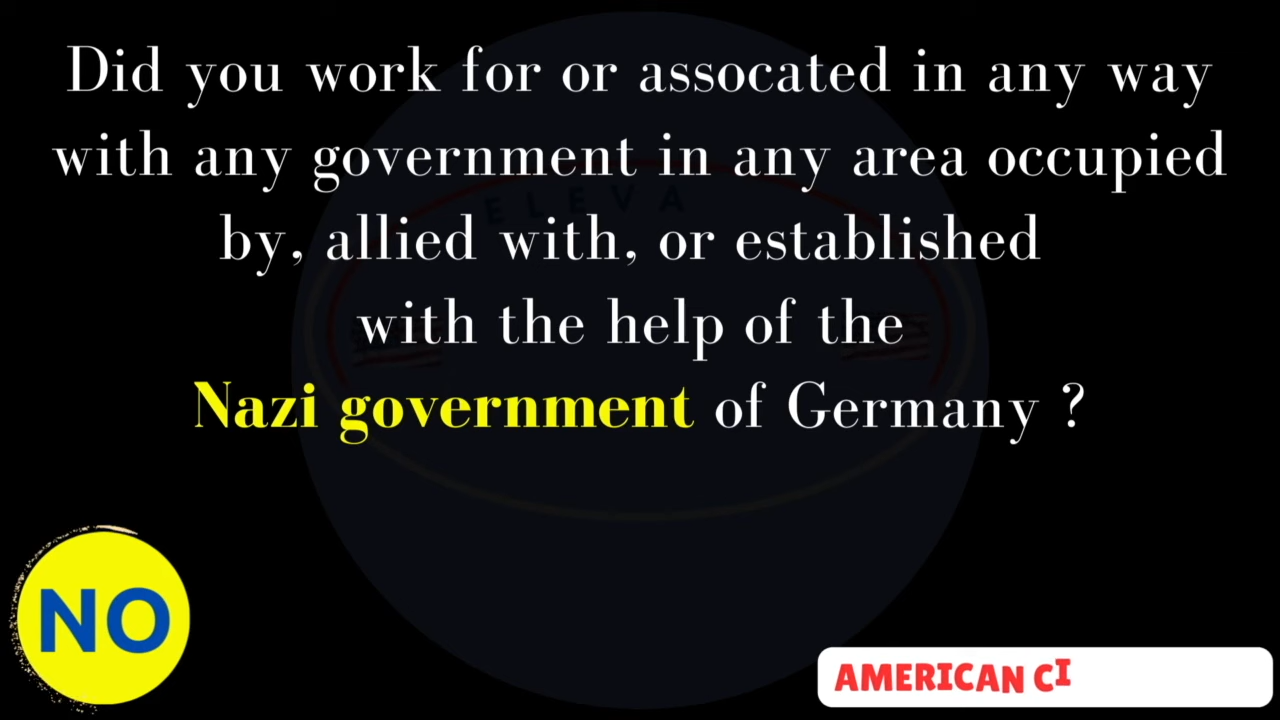 Did you work for or assocated in any way
with any government in any area occupied
by, allied with, or established
with the help of the
Nazi government of Germany ?
ELEVA
NO
AMERICAN CI